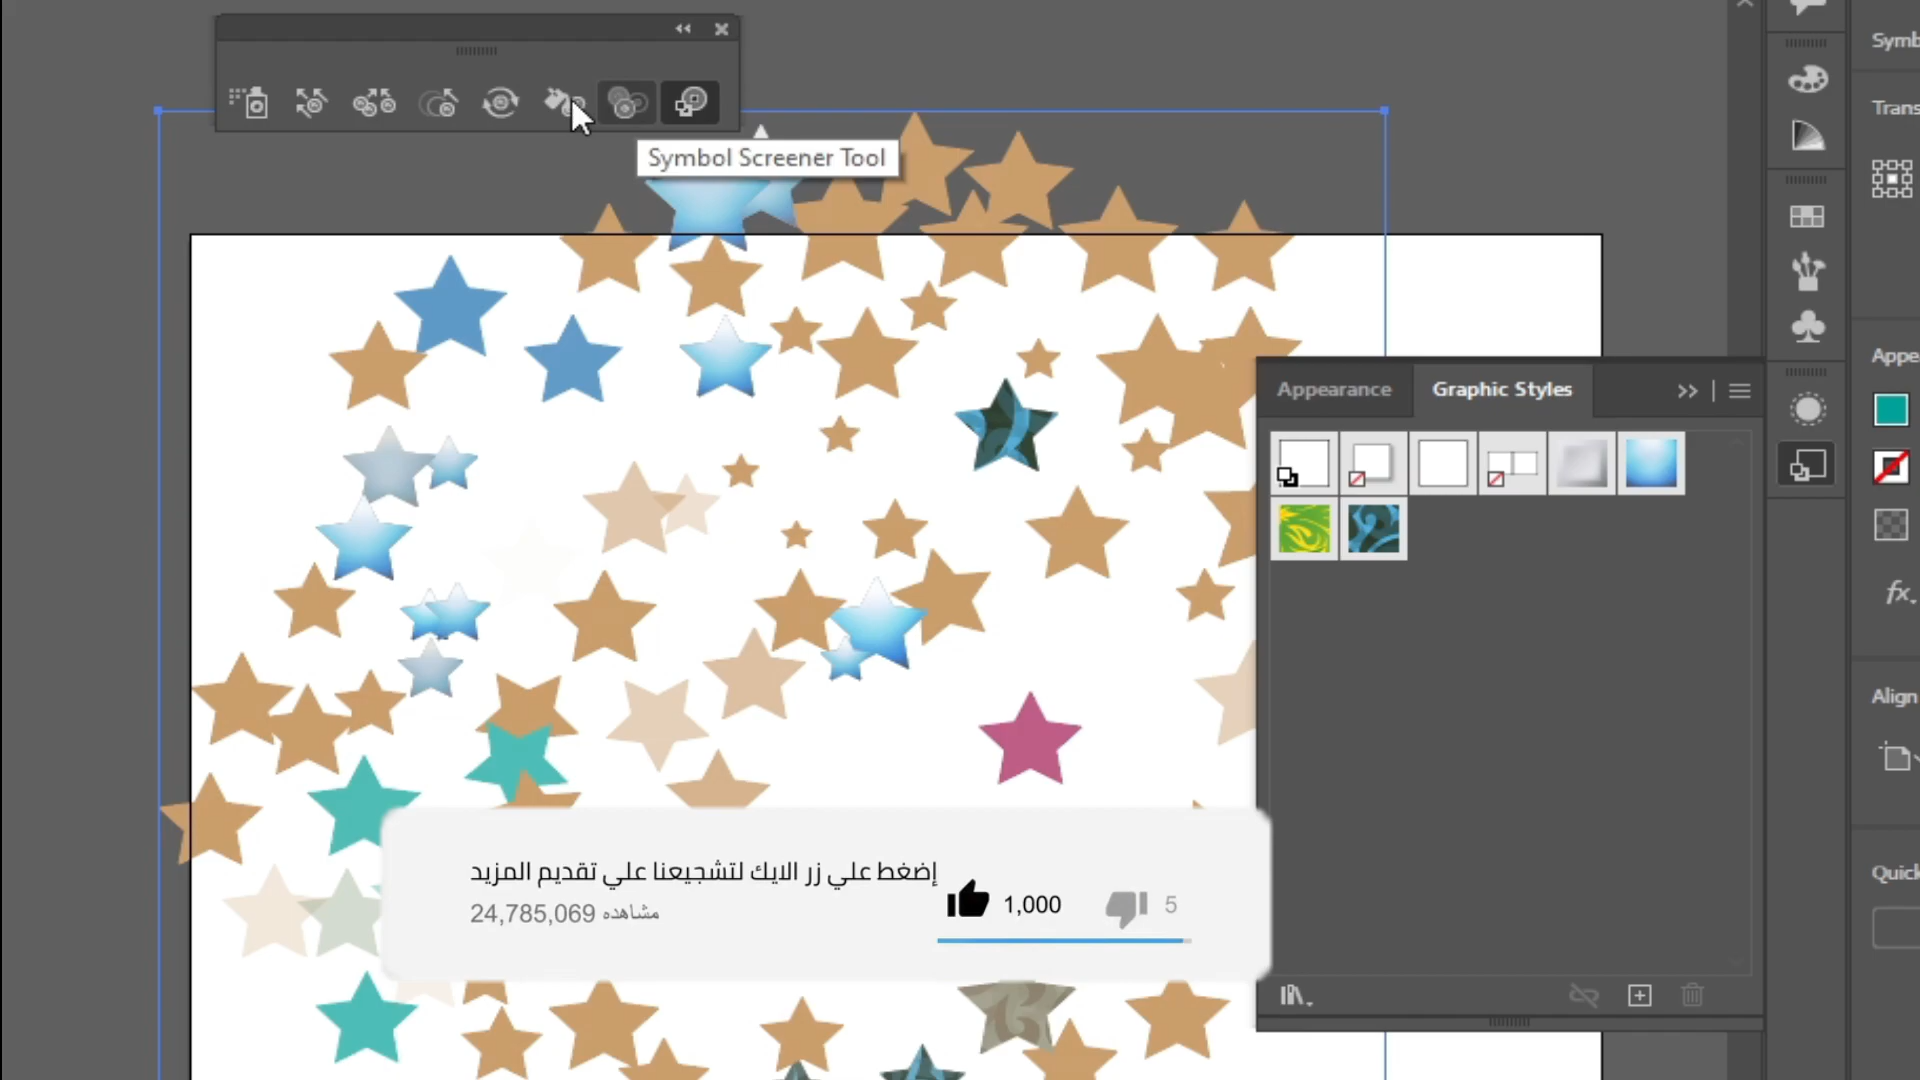 Symb
Trans
Symbol Screener Tool
Appe
Appearance
Graphic Styles
fx.
Align
إضغط علي زر الايك لتشجيعنا علي تقديم المزيد
24,785,069 مشاهده
1,000
5
Quick